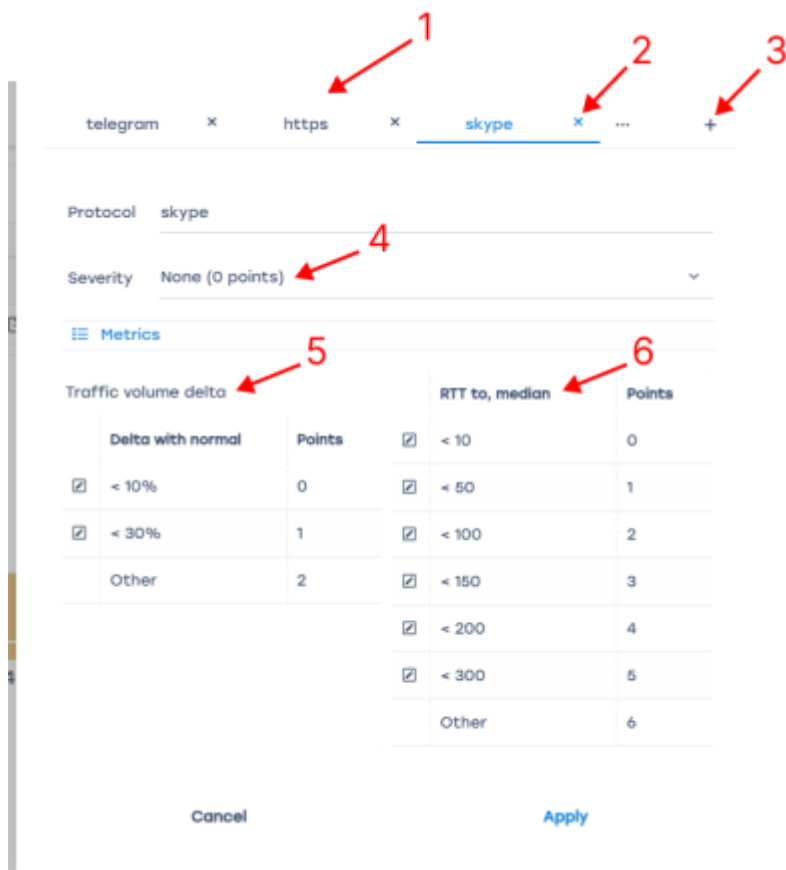 1
2
3
telegram × https × skype × ... +
Protocol skype
4
Severity None (0 points)
Metrics
5
6
Traffic volume delta
Delta with normal Points
< 10% 0
< 30% 1
Other 2
RTT to, median Points
< 10 0
< 50 1
< 100 2
< 150 3
< 200 4
< 300 5
Other 6
Cancel Apply